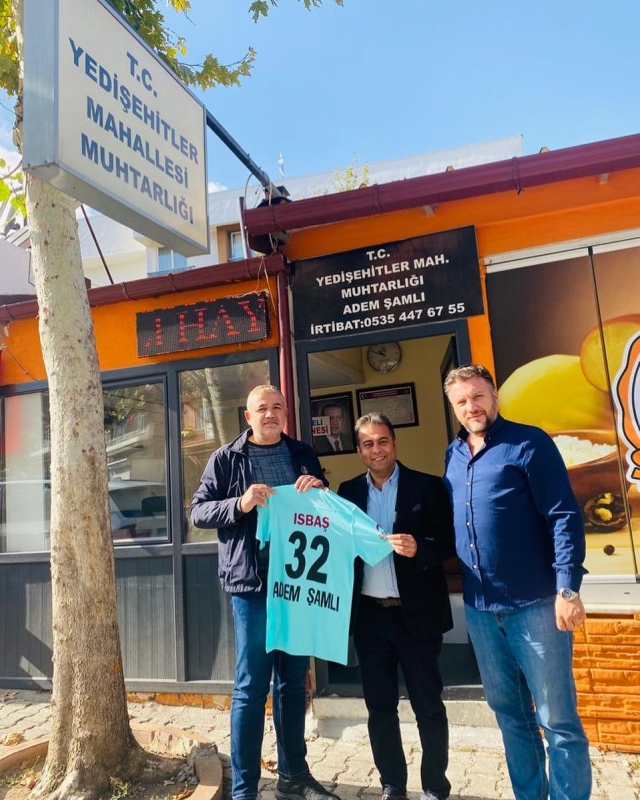 T.C.
YEDİŞEHİTLER
MAHALLESİ
MUHTARLIĞI
T.C.
YEDİŞEHİTLER MAH.
MUHTARLIĞI
ADEM ŞAMLI
İRTİBAT:0535 447 67 55
HAY
ISBAŞ
32
ADEM ŞAMLI